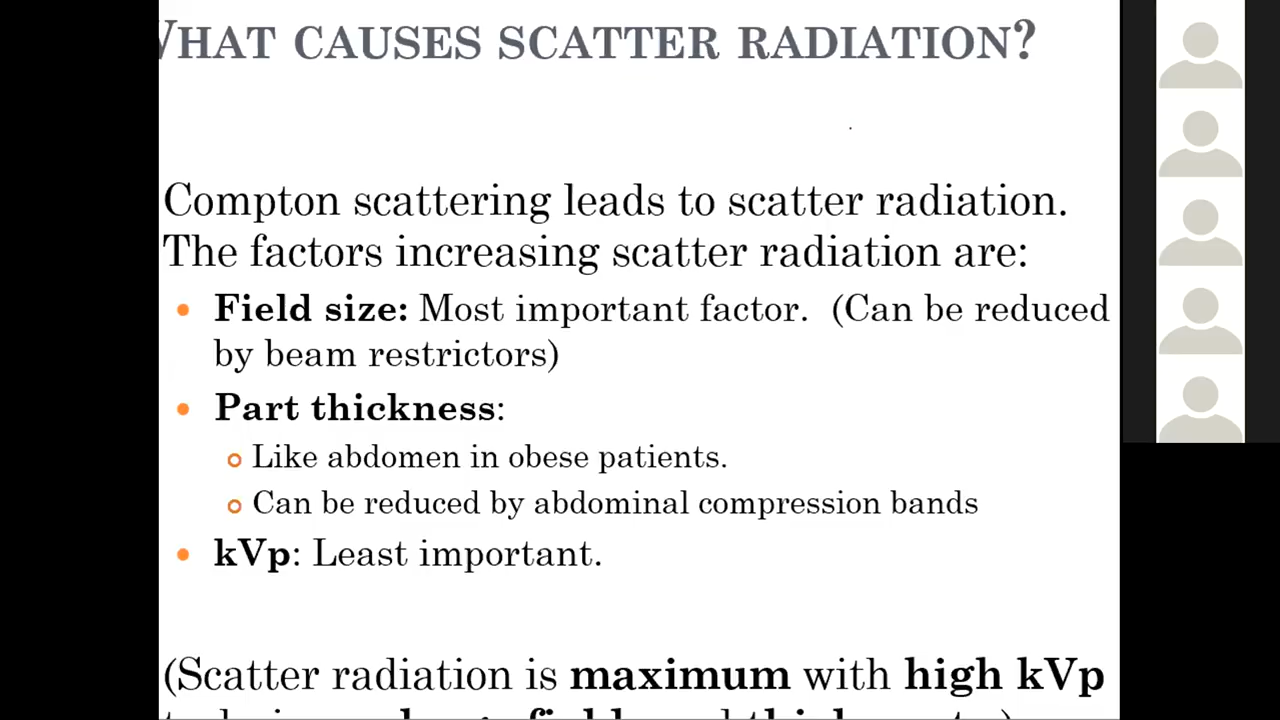 WHAT CAUSES SCATTER RADIATION?
Compton scattering leads to scatter radiation.
The factors increasing scatter radiation are:
Field size: Most important factor. (Can be reduced
by beam restrictors)
Part thickness:
Like abdomen in obese patients.
Can be reduced by abdominal compression bands
kVp: Least important.
(Scatter radiation is maximum with high kVp